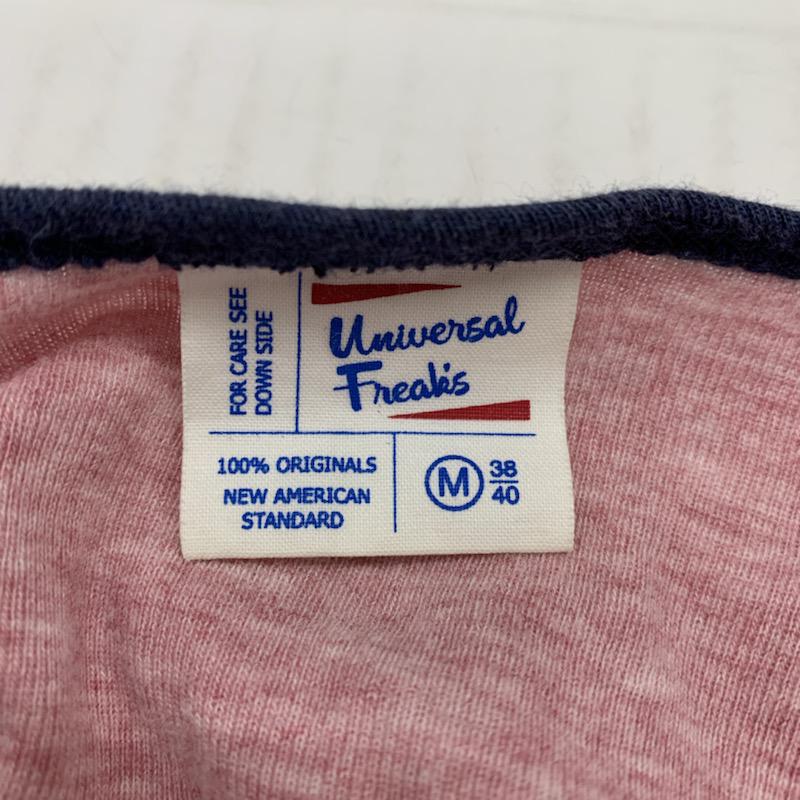 FOR CARE SEE
DOWN SIDE
Universal
Freaks
100% ORIGINALS
NEW AMERICAN
STANDARD
M 38
40